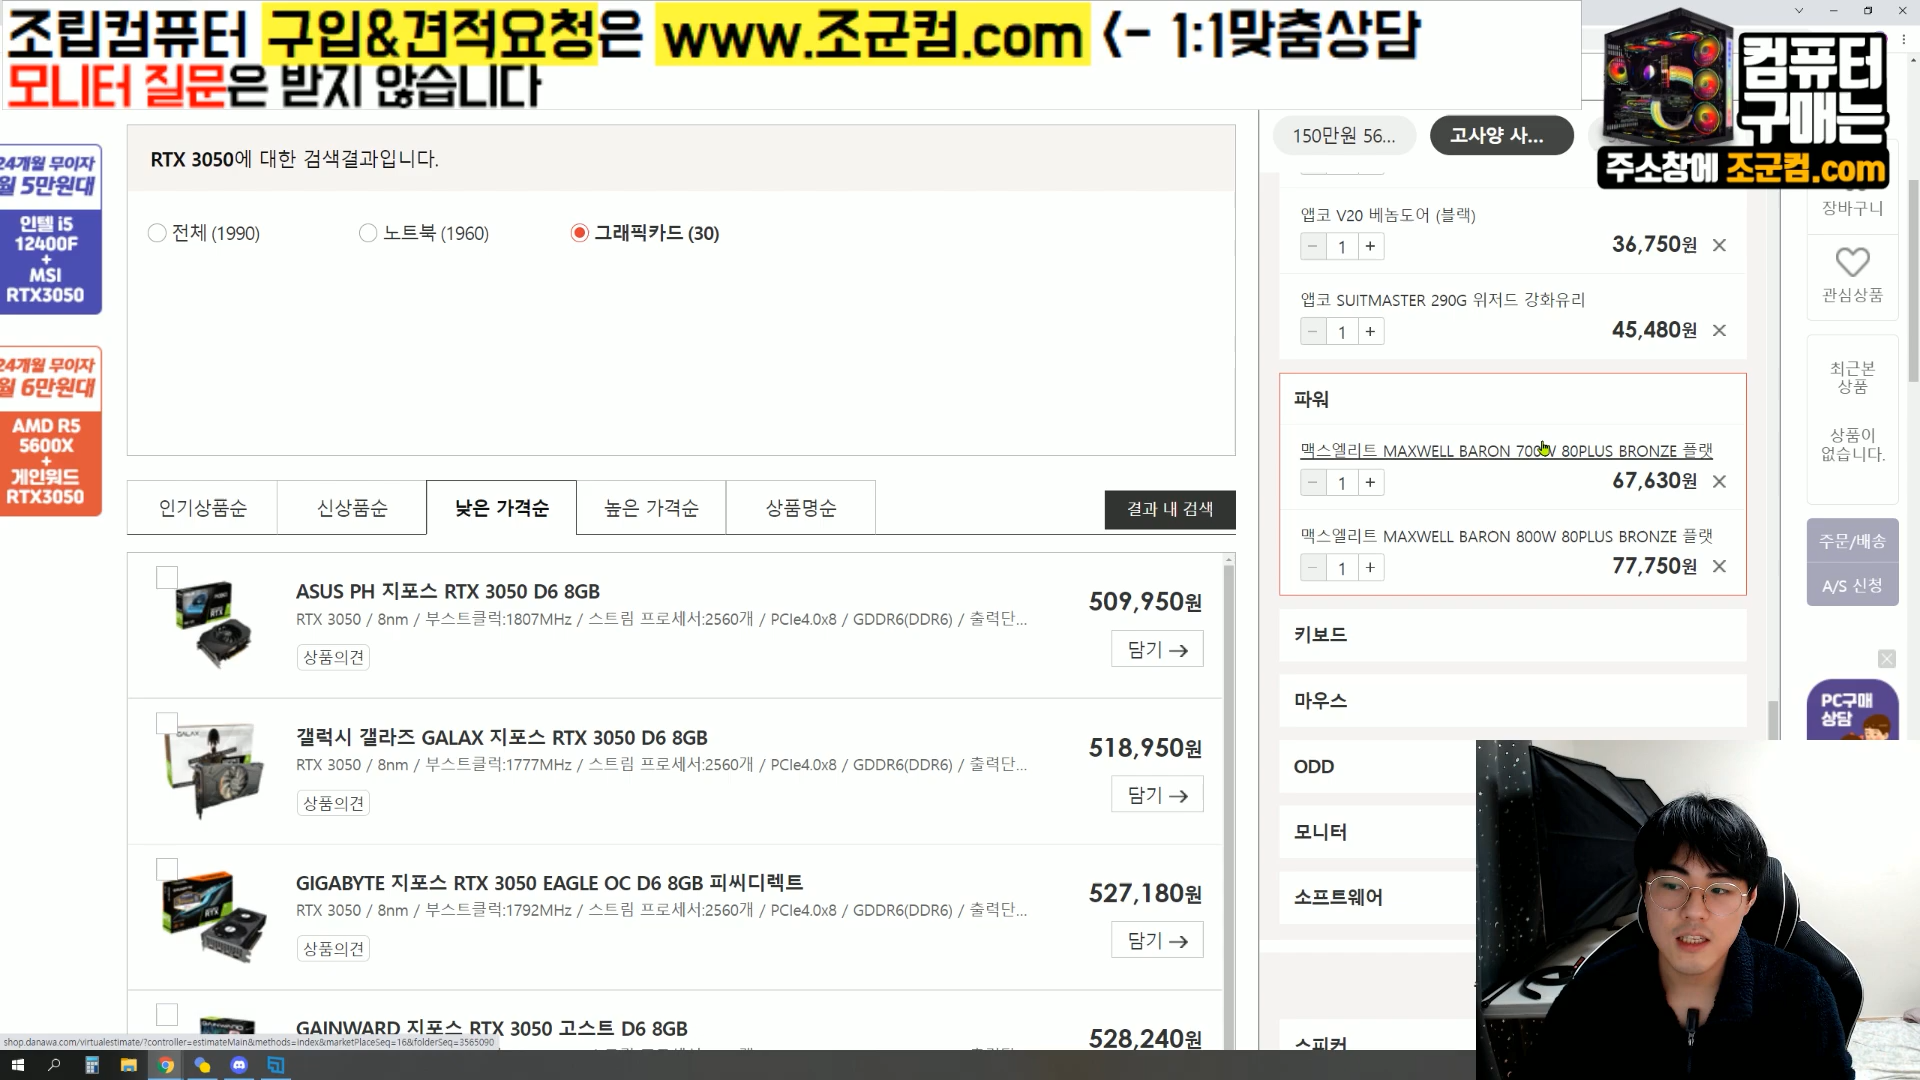 조립컴퓨터 구입&견적요청은 www.조군컴.com <- 1:1맞춤상담
모니터 질문은 받지 않습니다
컴퓨터
구매는
주소창에 조군컴.com
24개월 무이자
월 5만원대
인텔 i5
12400F
+
MSI
RTX3050
24개월 무이자
월 6만원대
AMD R5
5600X
+
게인워드
RTX3050
RTX 3050에 대한 검색결과입니다.
전체 (1990)
노트북 (1960)
그래픽카드 (30)
인기상품순
신상품순
낮은 가격순
높은 가격순
상품명순
결과 내 검색
ASUS PH 지포스 RTX 3050 D6 8GB
RTX 3050 / 8nm / 부스트클럭:1807MHz / 스트림 프로세서:2560개 / PCIe4.0x8 / GDDR6(DDR6) / 출력단...
상품의견
509,950원
담기
갤럭시 갤라즈 GALAX 지포스 RTX 3050 D6 8GB
RTX 3050 / 8nm / 부스트클럭:1777MHz / 스트림 프로세서:2560개 / PCIe4.0x8 / GDDR6(DDR6) / 출력단...
상품의견
518,950원
담기
GIGABYTE 지포스 RTX 3050 EAGLE OC D6 8GB 피씨디렉트
RTX 3050 / 8nm / 부스트클럭:1792MHz / 스트림 프로세서:2560개 / PCIe4.0x8 / GDDR6(DDR6) / 출력단...
상품의견
527,180원
담기
GAINWARD 지포스 RTX 3050 고스트 D6 8GB
528,240원
shop.danawa.com/virtualestimate/?controller=estimateMain&methods=index&marketPlaceSeq=16&folderSeq=3565090
150만원 56...
고사양 사...
앱코 V20 베놈도어 (블랙)
1
36,750원
앱코 SUITMASTER 290G 위저드 강화유리
1
45,480원
파워
맥스엘리트 MAXWELL BARON 700W 80PLUS BRONZE 플랫
1
67,630원
맥스엘리트 MAXWELL BARON 800W 80PLUS BRONZE 플랫
1
77,750원
키보드
마우스
ODD
모니터
소프트웨어
스피커
장바구니
관심상품
최근본
상품
상품이
없습니다.
주문/배송
A/S 신청
PC구매
상담